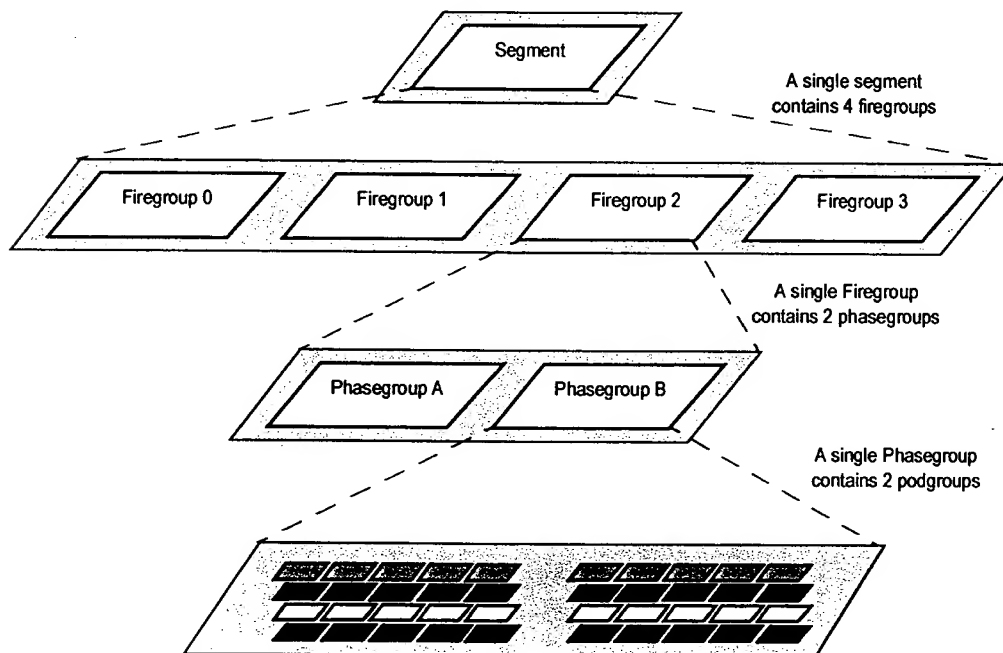 Segment
A single segment
contains 4 firegroups
Firegroup 0
Firegroup 1
Firegroup 2
Firegroup 3
A single Firegroup
contains 2 phasegroups
Phasegroup A
Phasegroup B
A single Phasegroup
contains 2 podgroups